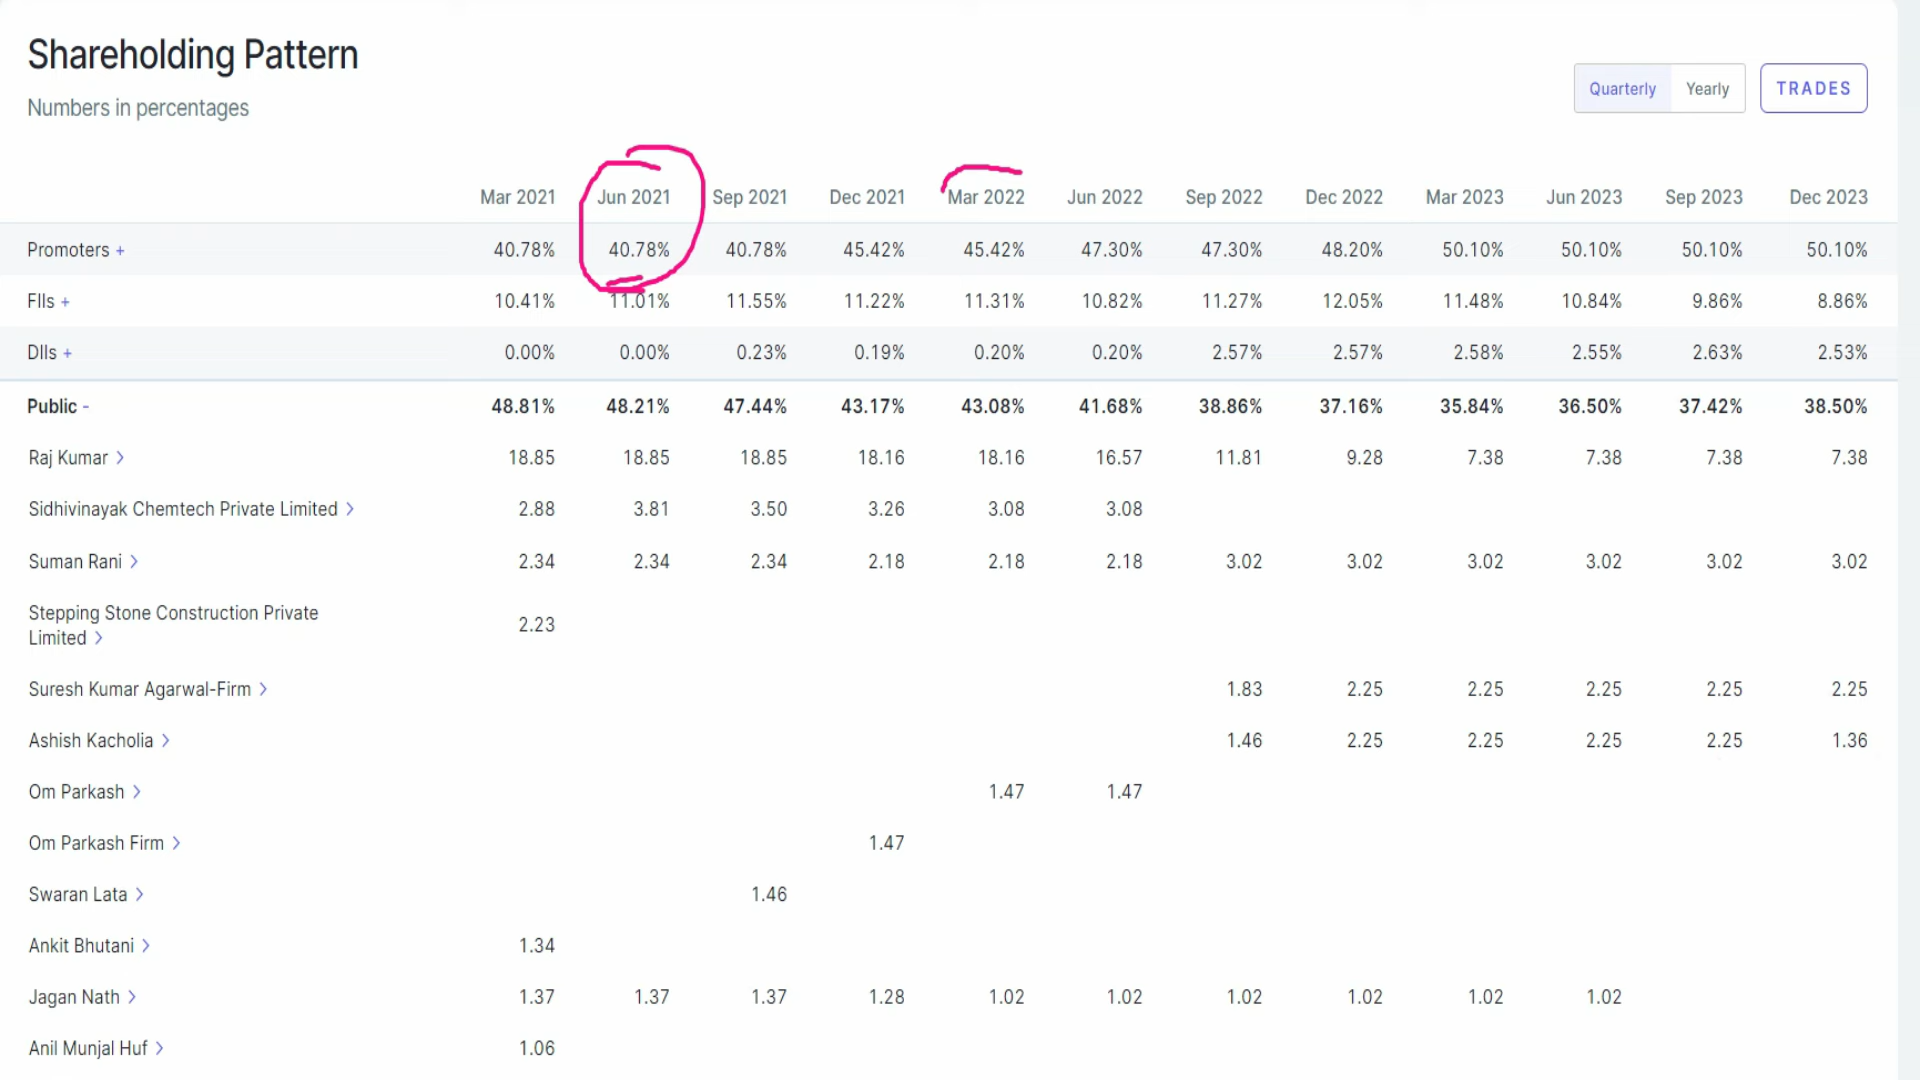 Shareholding Pattern
Numbers in percentages
Quarterly Yearly TRADES
Mar 2021 Jun 2021 Sep 2021 Dec 2021 Mar 2022 Jun 2022 Sep 2022 Dec 2022 Mar 2023 Jun 2023 Sep 2023 Dec 2023
Promoters + 40.78% 40.78% 40.78% 45.42% 45.42% 47.30% 47.30% 48.20% 50.10% 50.10% 50.10% 50.10%
FIIs + 10.41% 11.01% 11.55% 11.22% 11.31% 10.82% 11.27% 12.05% 11.48% 10.84% 9.86% 8.86%
DIIs + 0.00% 0.00% 0.23% 0.19% 0.20% 0.20% 2.57% 2.57% 2.58% 2.55% 2.63% 2.53%
Public - 48.81% 48.21% 47.44% 43.17% 43.08% 41.68% 38.86% 37.16% 35.84% 36.50% 37.42% 38.50%
Raj Kumar > 18.85 18.85 18.85 18.16 18.16 16.57 11.81 9.28 7.38 7.38 7.38 7.38
Sidhivinayak Chemtech Private Limited > 2.88 3.81 3.50 3.26 3.08 3.08
Suman Rani > 2.34 2.34 2.34 2.18 2.18 2.18 3.02 3.02 3.02 3.02 3.02 3.02
Stepping Stone Construction Private
Limited > 2.23
Suresh Kumar Agarwal-Firm > 1.83 2.25 2.25 2.25 2.25 2.25
Ashish Kacholia > 1.46 2.25 2.25 2.25 2.25 1.36
Om Parkash > 1.47 1.47
Om Parkash Firm > 1.47
Swaran Lata > 1.46
Ankit Bhutani > 1.34
Jagan Nath > 1.37 1.37 1.37 1.28 1.02 1.02 1.02 1.02 1.02 1.02
Anil Munjal Huf > 1.06